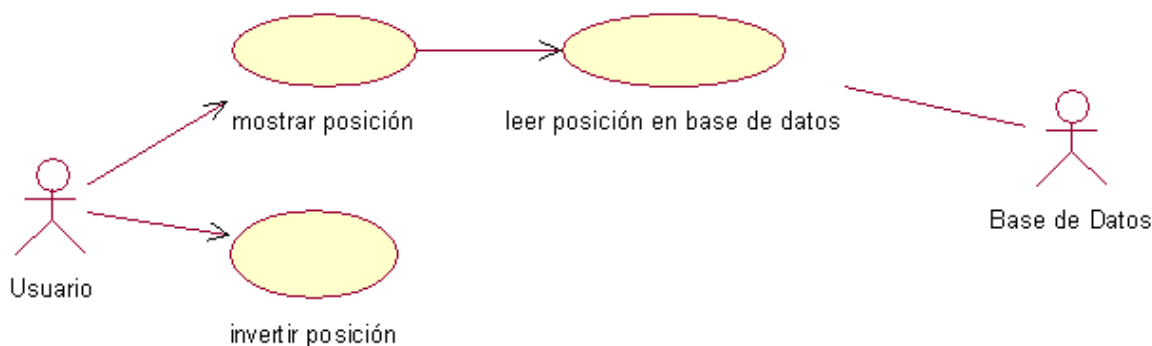 mostrar posición
leer posición en base de datos
Usuario
Base de Datos
invertir posición